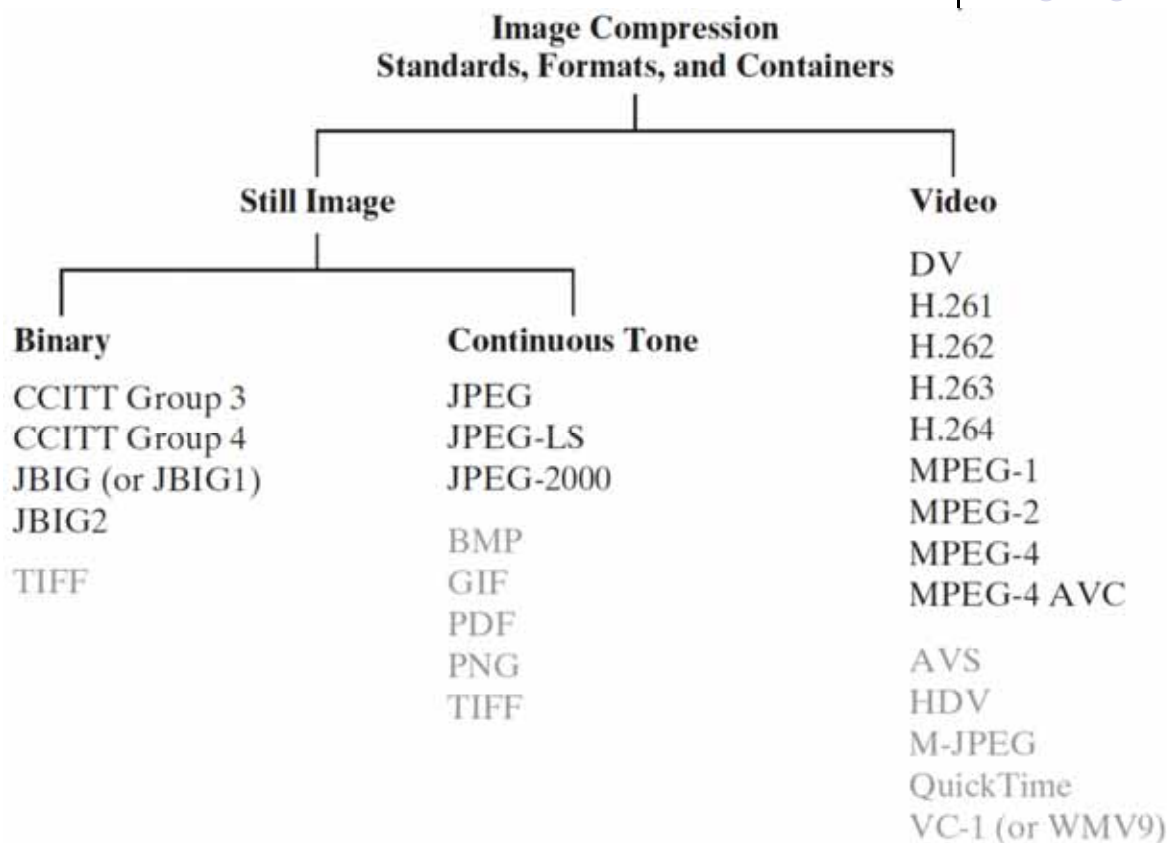 Image Compression
Standards, Formats, and Containers
Still Image
Binary
CCITT Group 3
CCITT Group 4
JBIG (or JBIG1)
JBIG2
TIFF
Continuous Tone
JPEG
JPEG-LS
JPEG-2000
BMP
GIF
PDF
PNG
TIFF
Video
DV
H.261
H.262
H.263
H.264
MPEG-1
MPEG-2
MPEG-4
MPEG-4 AVC
AVS
HDV
M-JPEG
QuickTime
VC-1 (or WMV9)